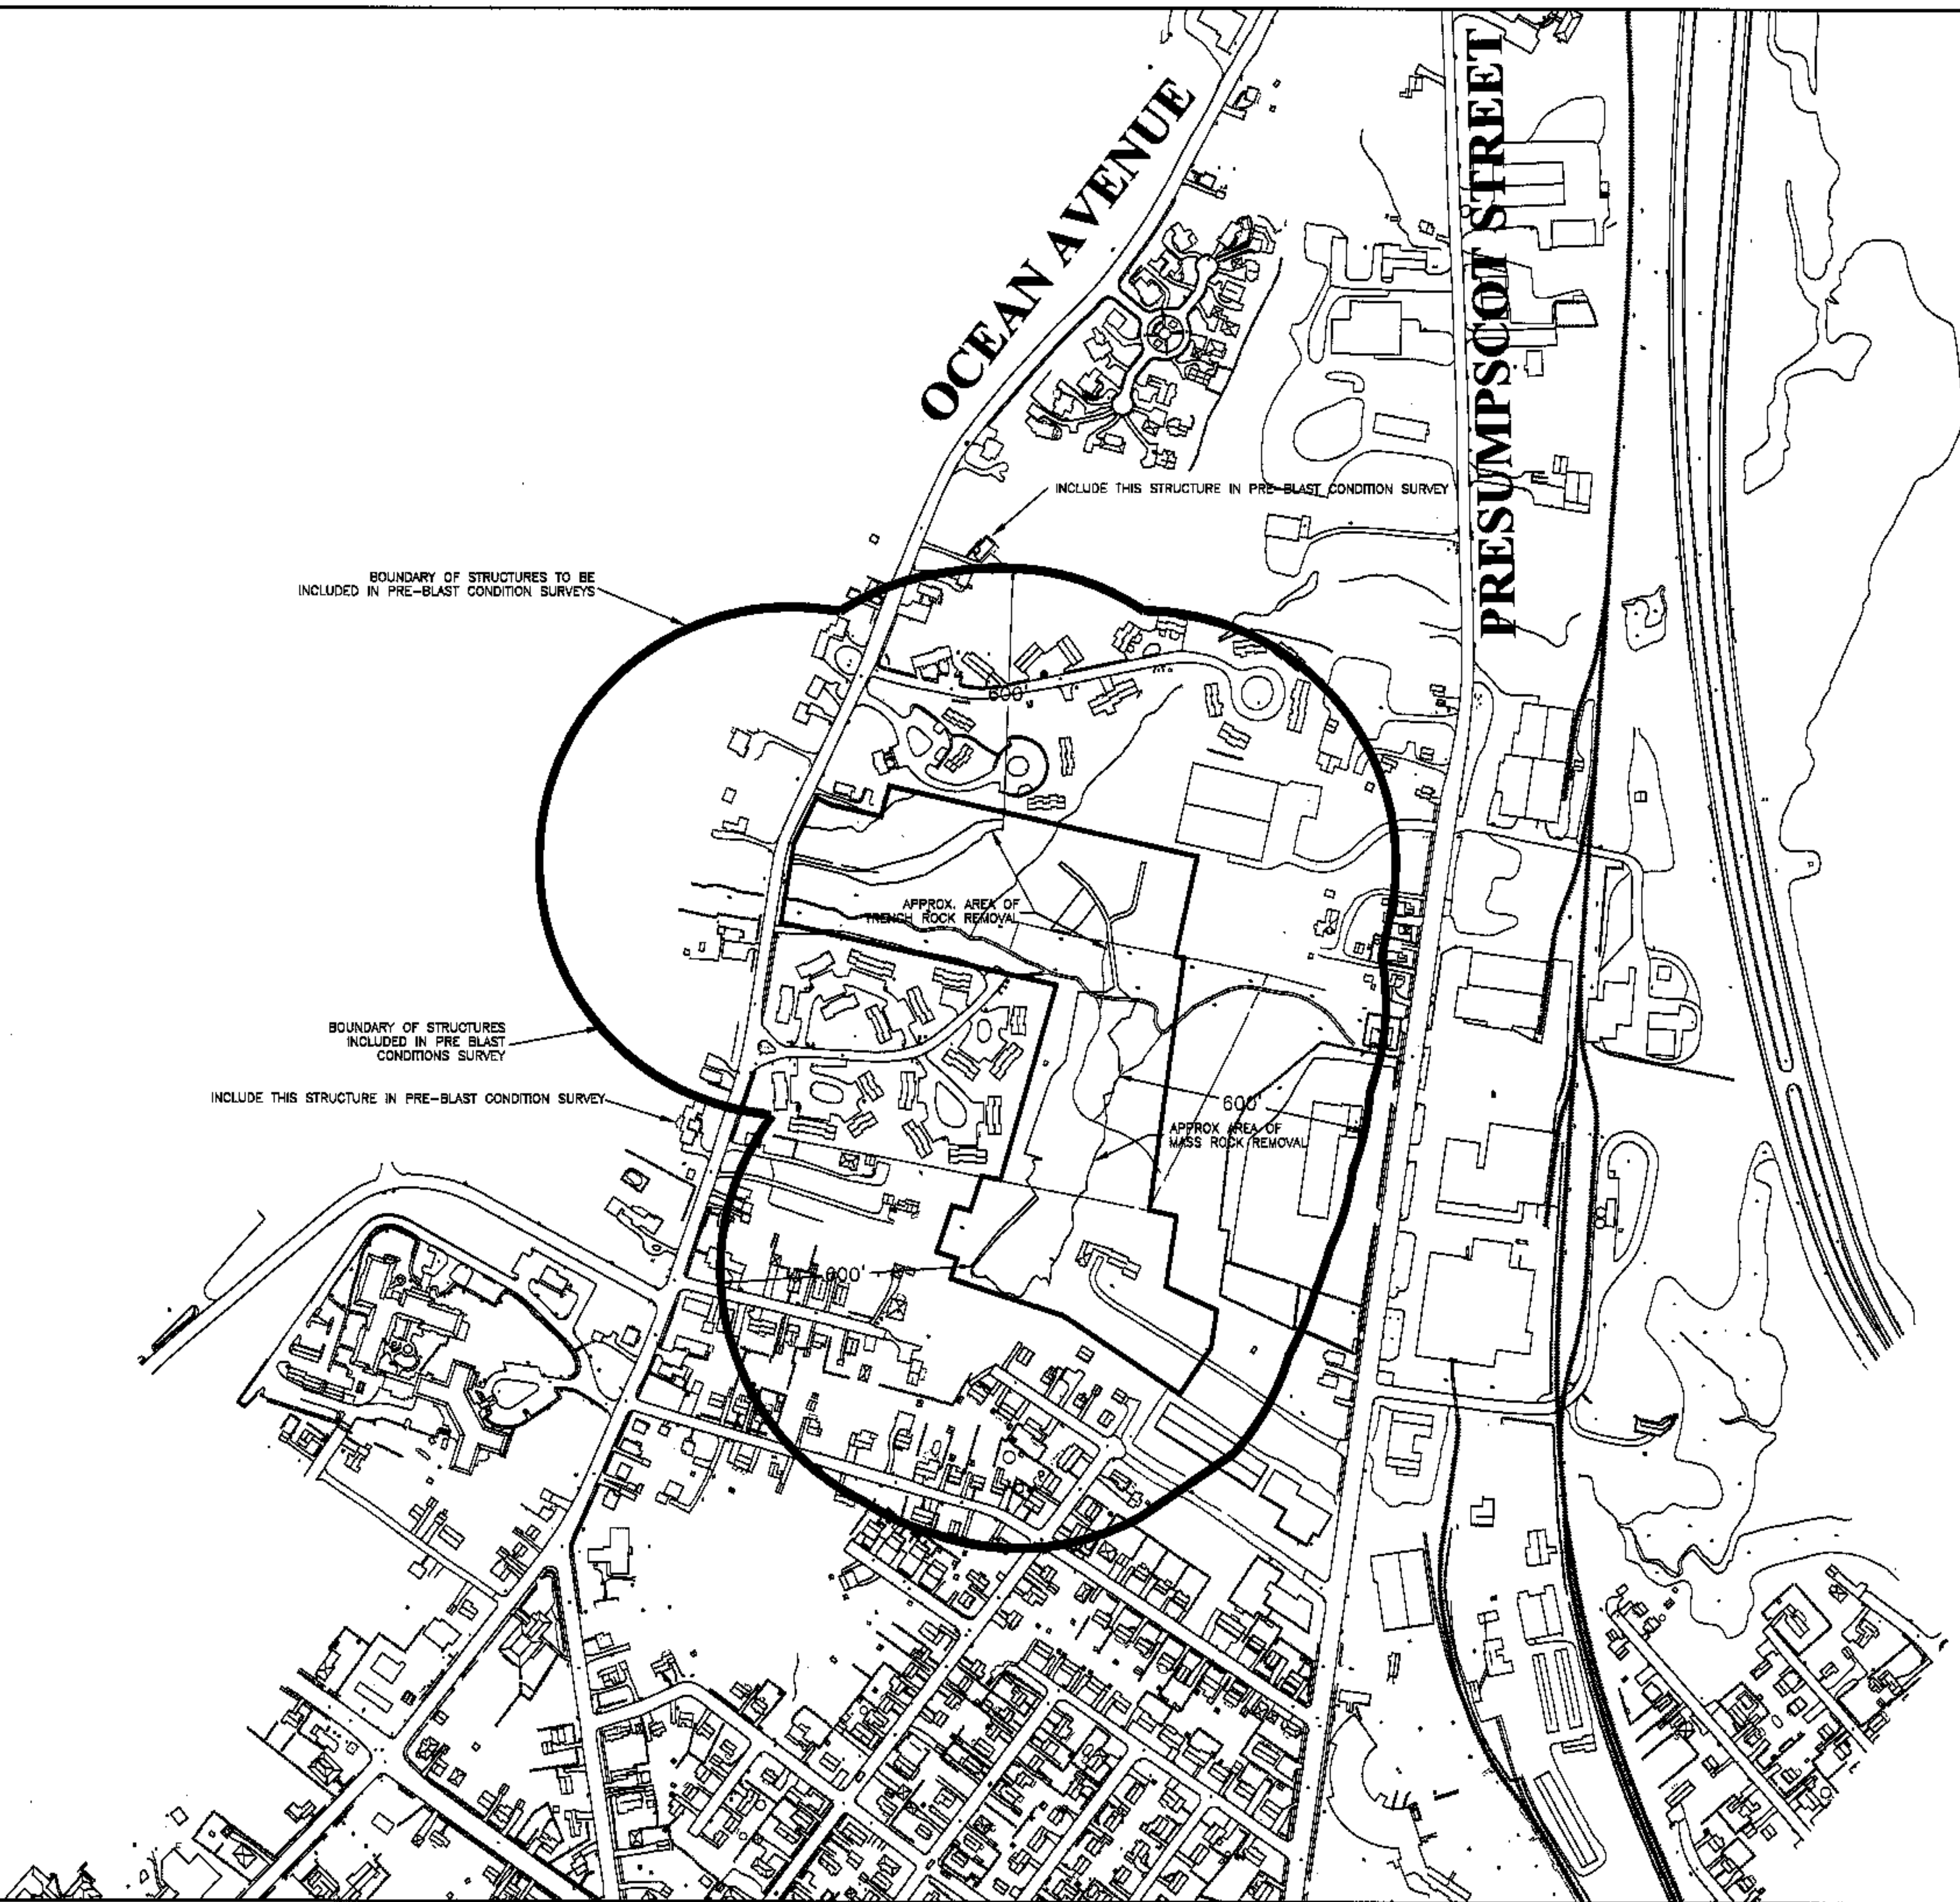 OCEAN AVENUE
PRESUMPSCOT STREET
INCLUDE THIS STRUCTURE IN PRE-BLAST CONDITION SURVEY
BOUNDARY OF STRUCTURES TO BE
INCLUDED IN PRE-BLAST CONDITION SURVEYS
600'
APPROX. AREA OF
TRENCH ROCK REMOVAL
BOUNDARY OF STRUCTURES
INCLUDED IN PRE BLAST
CONDITIONS SURVEY
INCLUDE THIS STRUCTURE IN PRE-BLAST CONDITION SURVEY
600'
APPROX AREA OF
MASS ROCK REMOVAL
600'